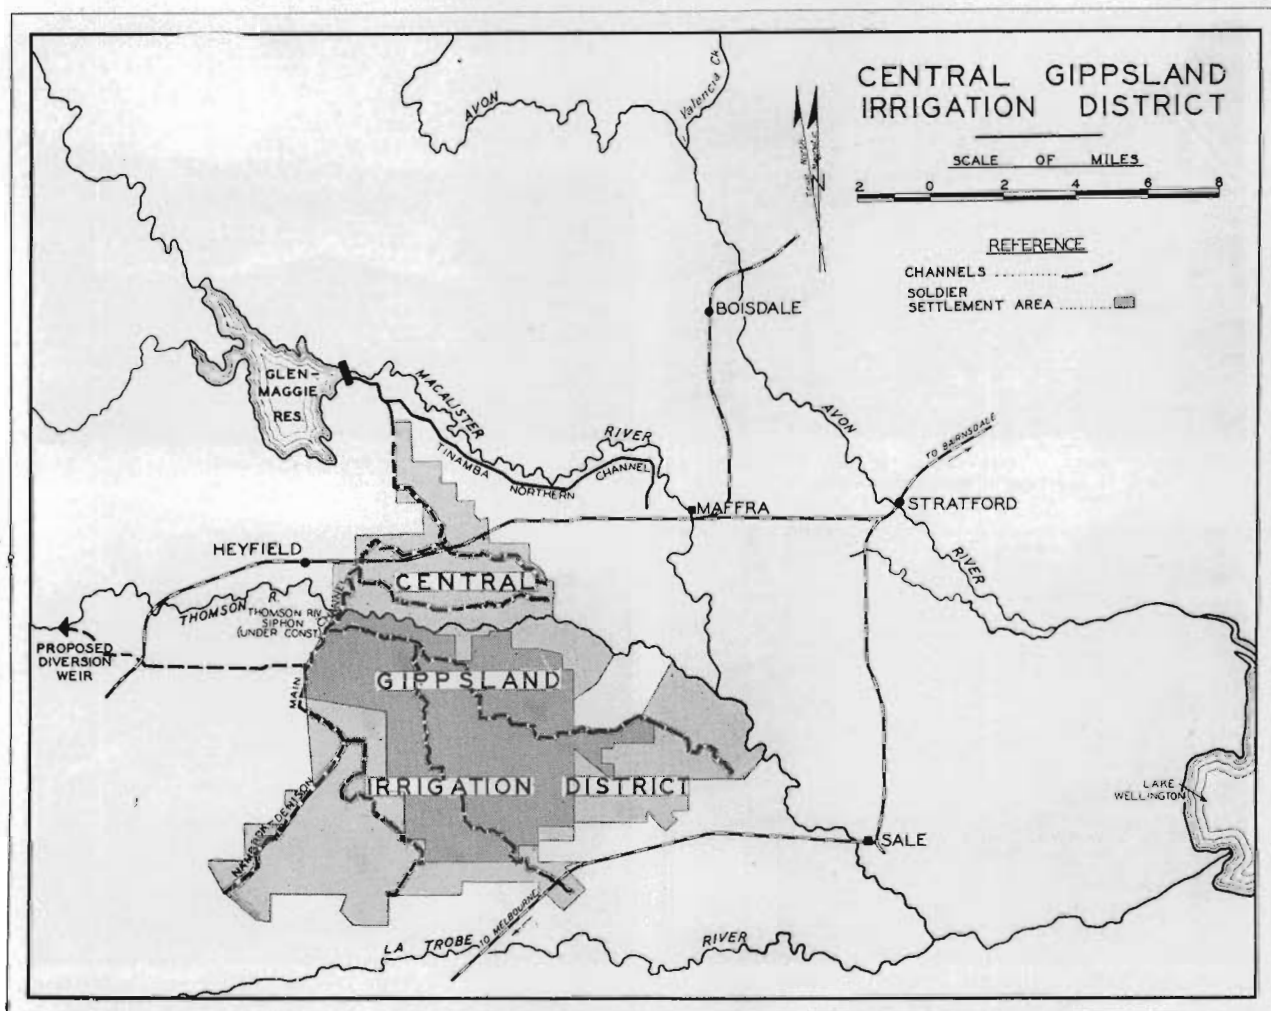 CENTRAL GIPPSLAND
IRRIGATION DISTRICT
SCALE OF MILES
2 0 2 4 6 8
REFERENCE
CHANNELS
SOLDIER
SETTLEMENT AREA
AVON
Valencia Ck
BOISDALE
GLEN-
MAGGIE
RES.
MACALISTER
RIVER
TINAMBA
NORTHERN
CHANNEL
AVON
RIVER
TO BAIRNSDALE
STRATFORD
MAFFRA
HEYFIELD
THOMSON R.
THOMSON RIV.
SIPHON
(UNDER CONST.)
CHANNEL
MAIN
PROPOSED
DIVERSION
WEIR
CENTRAL
GIPPSLAND
IRRIGATION DISTRICT
NAMBROK-DENISON
LAKE
WELLINGTON
SALE
TO MELBOURNE
LA TROBE
RIVER